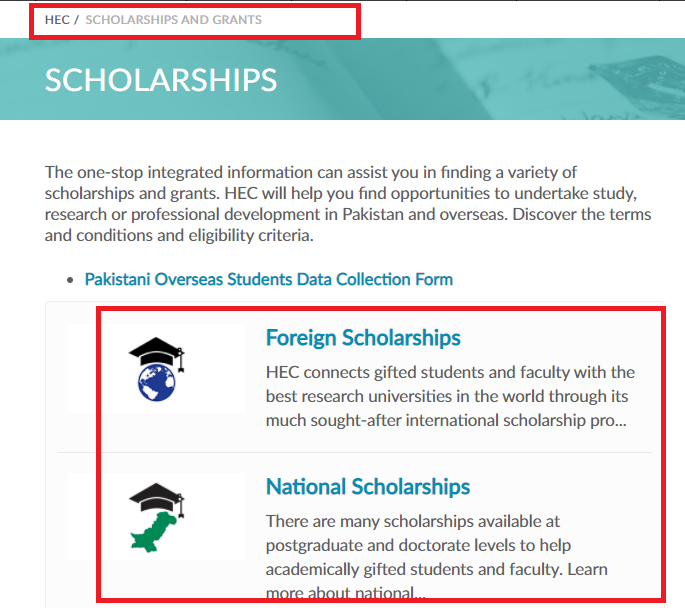 HEC / SCHOLARSHIPS AND GRANTS
SCHOLARSHIPS
The one-stop integrated information can assist you in finding a variety of
scholarships and grants. HEC will help you find opportunities to undertake study,
research or professional development in Pakistan and overseas. Discover the terms
and conditions and eligibility criteria.
• Pakistani Overseas Students Data Collection Form
Foreign Scholarships
HEC connects gifted students and faculty with the
best research universities in the world through its
much sought-after international scholarship pro...
National Scholarships
There are many scholarships available at
postgraduate and doctorate levels to help
academically gifted students and faculty. Learn
more about national...